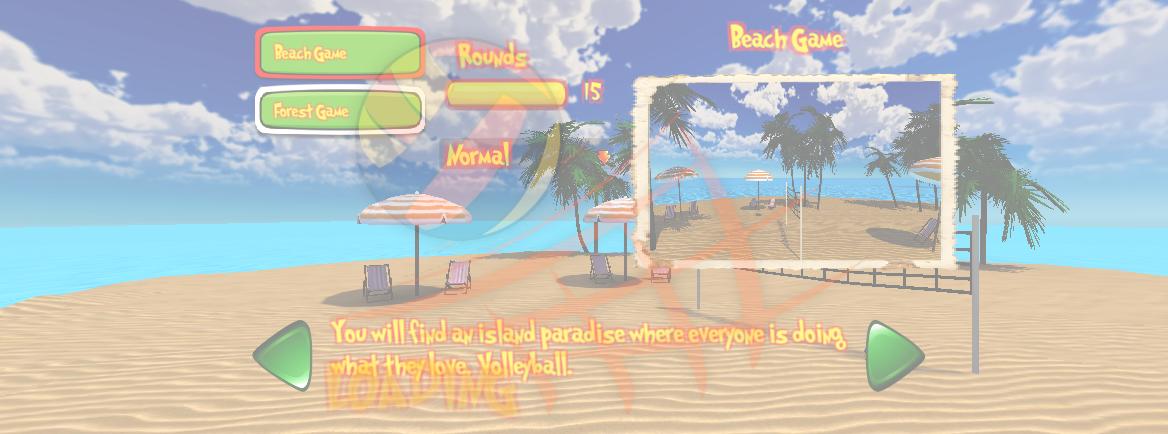 Beach Game
Forest Game
Rounds
15
Normal
Beach Game
You will find an island paradise where everyone is doing
what they love. Volleyball.
LOADING